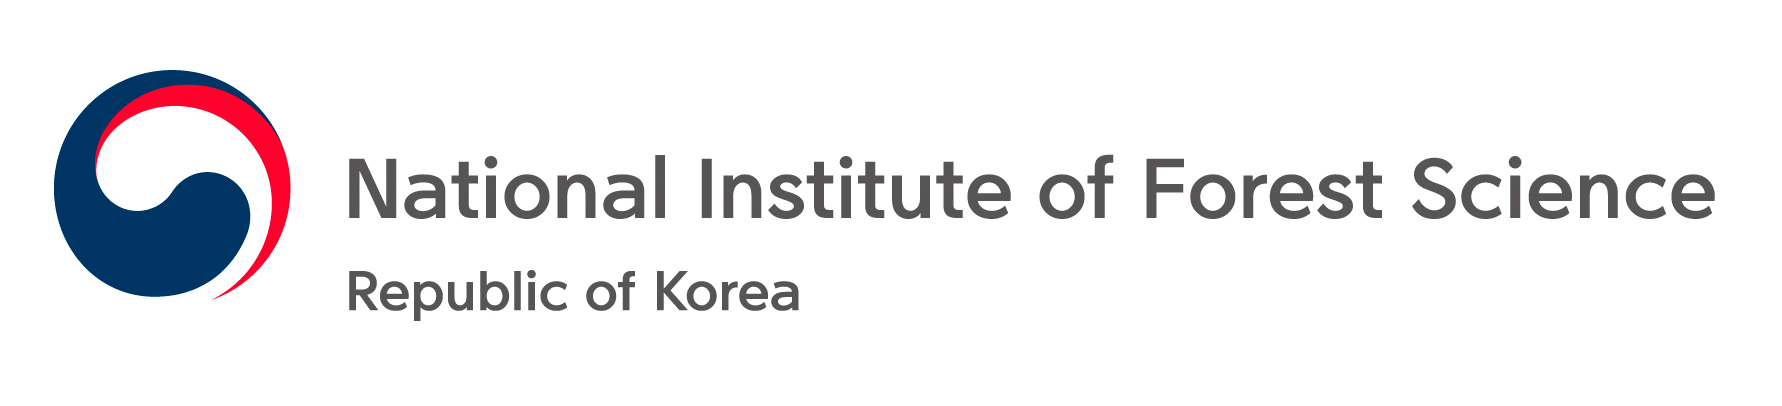 National Institute of Forest Science
Republic of Korea